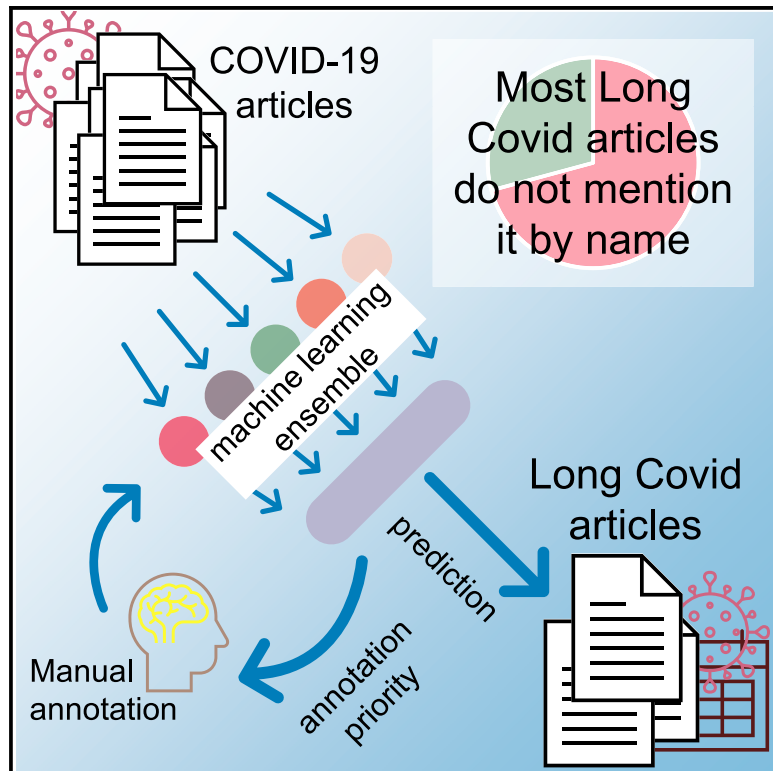 COVID-19
articles
Most Long
Covid articles
do not mention
it by name
machine learning
ensemble
Long Covid
articles
prediction
annotation
priority
Manual
annotation